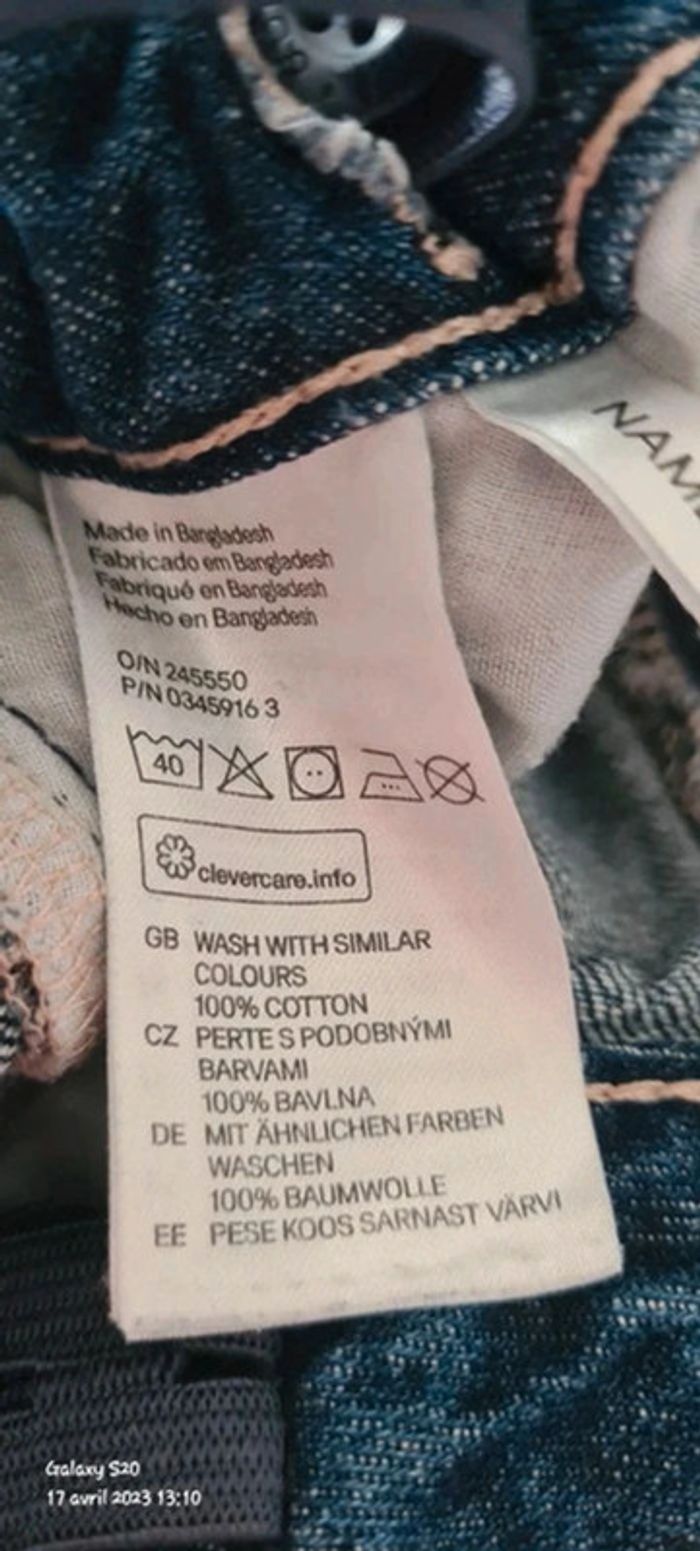 NAM
Made in Bangladesh
Fabricado em Bangladesh
Fabriqué en Bangladesh
Hecho en Bangladesh
O/N 245550
P/N 0345916 3
40
clevercare.info
GB WASH WITH SIMILAR
COLOURS
100% COTTON
CZ PERTE S PODOBNÝMI
BARVAMI
100% BAVLNA
DE MIT ÄHNLICHEN FARBEN
WASCHEN
100% BAUMWOLLE
EE PESE KOOS SARNAST VÄRVI
Galaxy S20
17 avril 2023 13:10